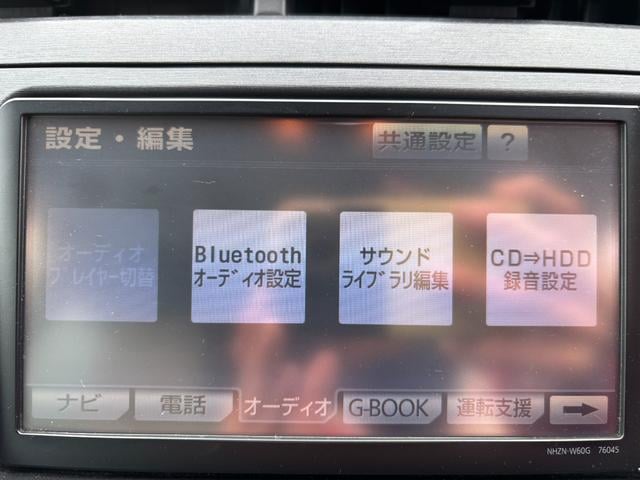 設定・編集
共通設定
?
オーディオ
プレイヤー切替
Bluetooth
オーディオ設定
サウンド
ライブラリ編集
CD⇒HDD
録音設定
ナビ
電話
オーディオ
G-BOOK
運転支援
NHZN-W60G 76045